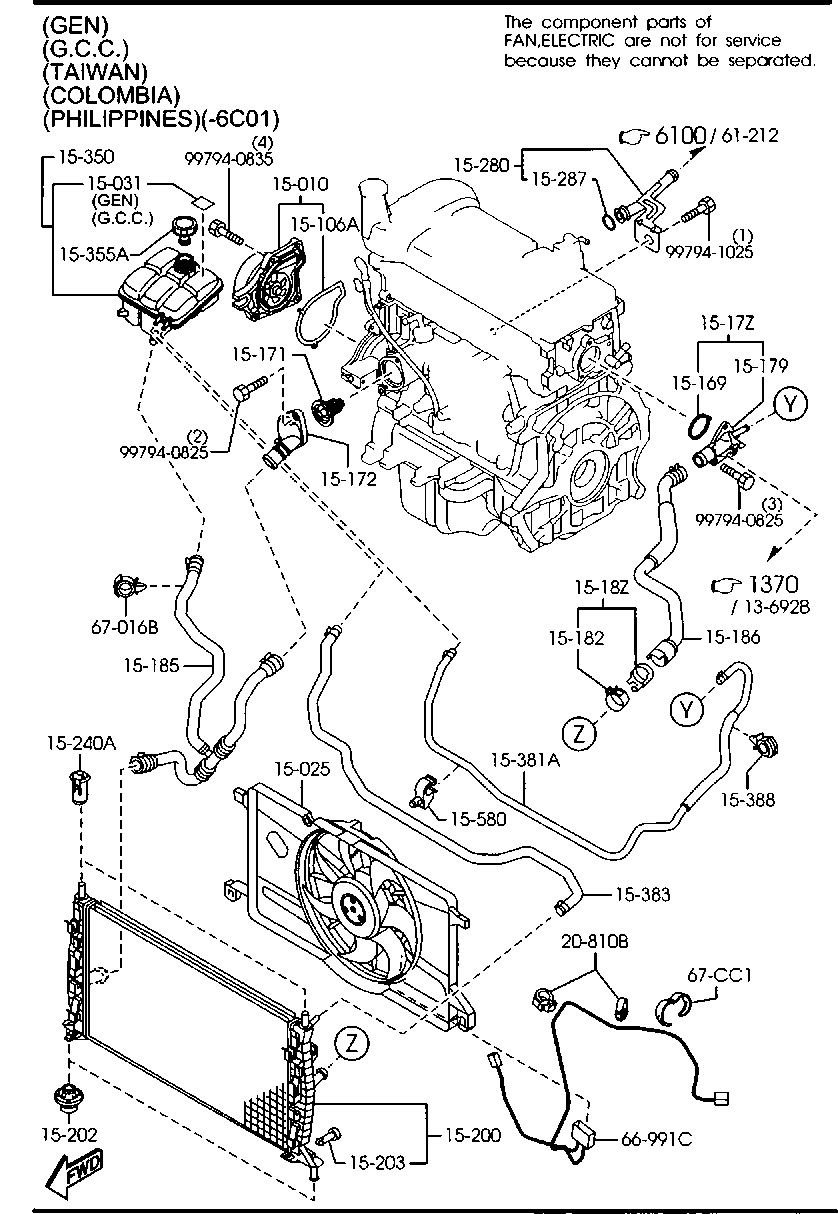 (GEN)
(G.C.C.)
(TAIWAN)
(COLOMBIA)
(PHILIPPINES)(-6C01)
The component parts of
FAN,ELECTRIC are not for service
because they cannot be separated.
6100 / 61-212
(4)
99794-0835
15-350
15-031
(GEN)
(G.C.C.)
15-010
15-106A
15-280
15-287
15-355A
(1)
99794-1025
15-17Z
15-179
15-169
Y
15-171
(2)
99794-0825
15-172
(3)
99794-0825
1370
/ 13-6928
67-016B
15-185
15-18Z
15-182
15-186
Z
Y
15-240A
15-025
15-381A
15-580
15-388
15-383
20-810B
67-CC1
Z
15-202
15-200
15-203
66-991C
FWD